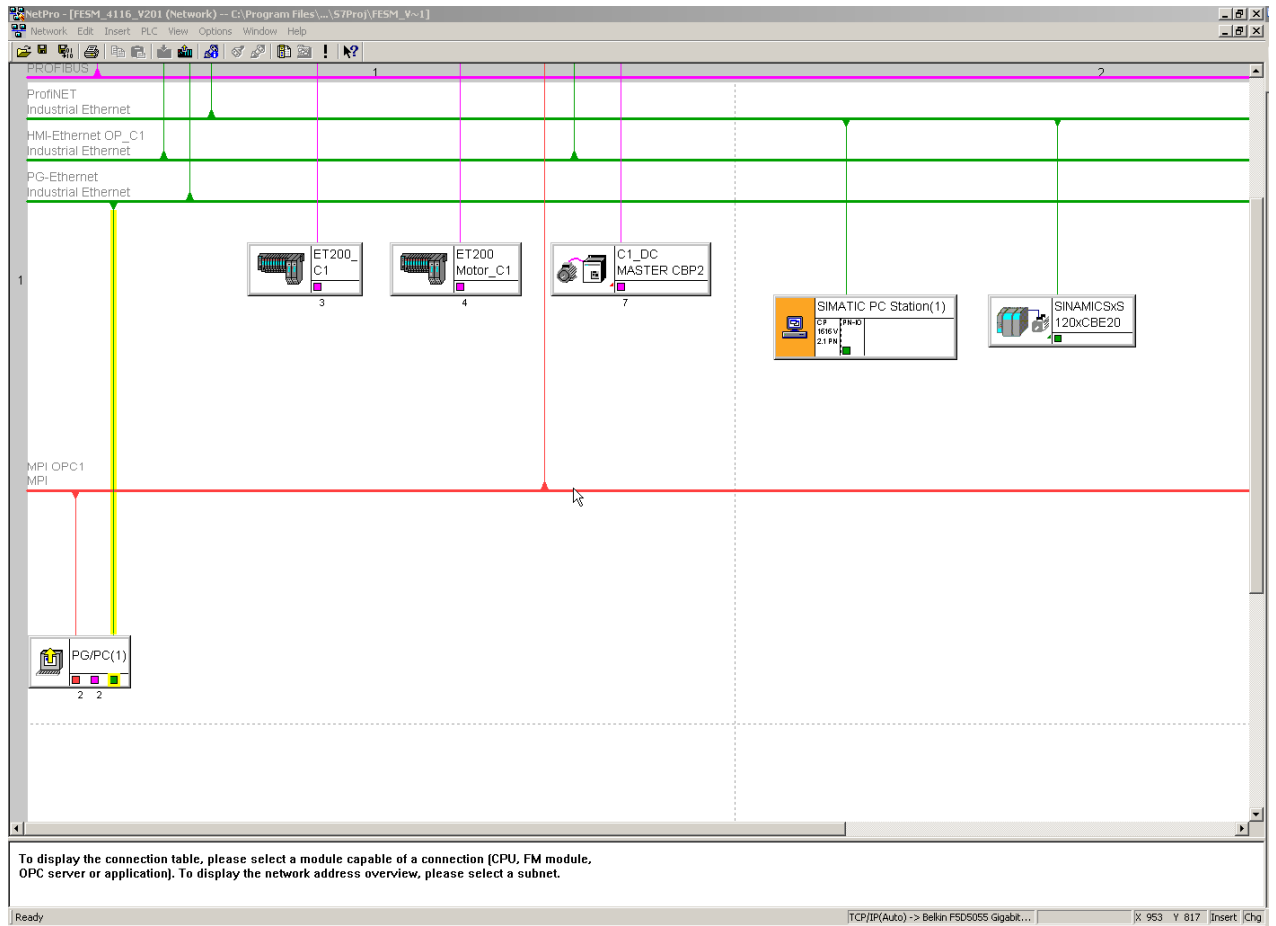 NetPro - [FESM_4116_V201 (Network) -- C:\Program Files\...\S7Proj\FESM_V~1]
Network Edit Insert PLC View Options Window Help
PROFIBUS
1
2
ProfiNET
Industrial Ethernet
HMI-Ethernet OP_C1
Industrial Ethernet
PG-Ethernet
Industrial Ethernet
ET200_
C1
3
ET200
Motor_C1
4
C1_DC
MASTER CBP2
7
1
SIMATIC PC Station(1)
CP
1616 V
2.1 PN
PN-IO
SINAMICSxS
120xCBE20
MPI OPC1
MPI
PG/PC(1)
2 2
To display the connection table, please select a module capable of a connection (CPU, FM module,
OPC server or application). To display the network address overview, please select a subnet.
Ready
TCP/IP(Auto) -> Belkin F5D5055 Gigabit...
X 953 Y 817
Insert
Chg